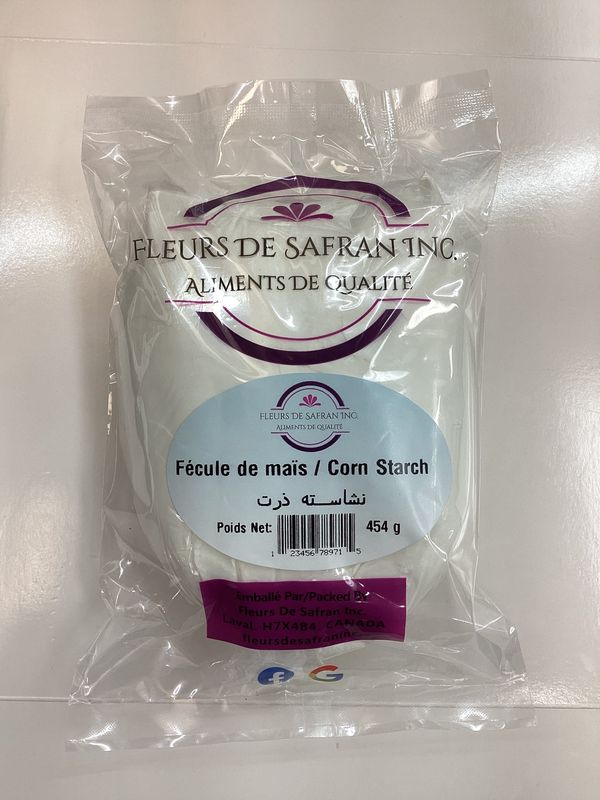 FLEURS DE SAFRAN INC.
ALIMENTS DE QUALITÉ
FLEURS DE SAFRAN INC.
ALIMENTS DE QUALITÉ
Fécule de maïs / Corn Starch
نشاسته ذرت
Poids Net: 454 g
1 23456 78971 5
Emballé Par/Packed By
Fleurs De Safran Inc.
Laval, H7X4B4, CANADA
fleursdesafraninc.
f G